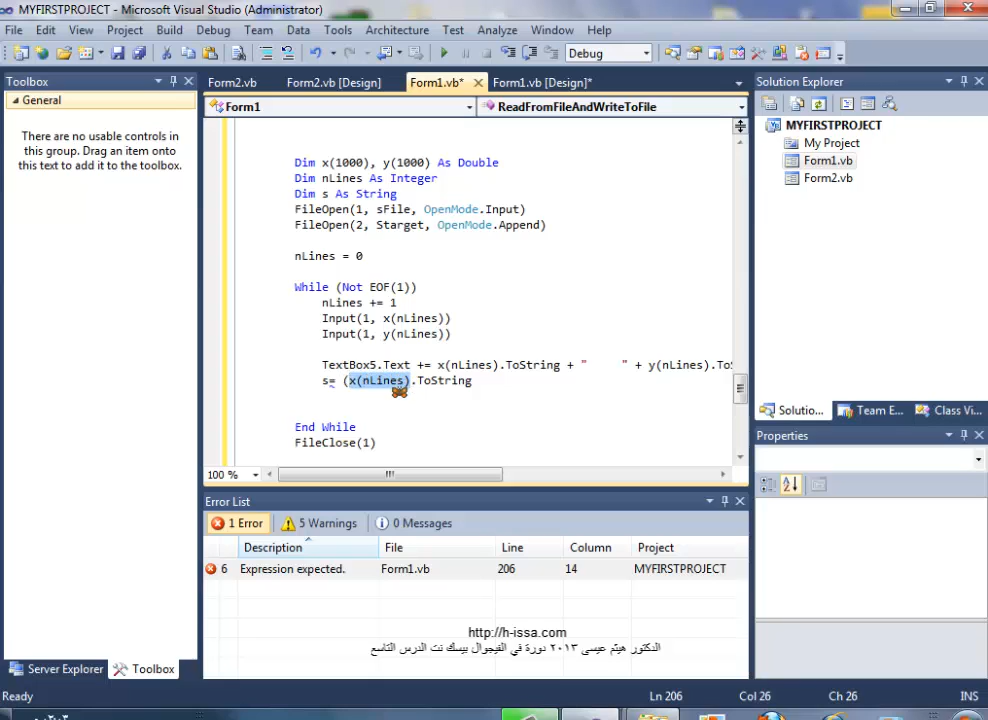 MYFIRSTPROJECT - Microsoft Visual Studio (Administrator)
File Edit View Project Build Debug Team Data Tools Architecture Test Analyze Window Help
Debug
Toolbox
General
There are no usable controls in
this group. Drag an item onto
this text to add it to the toolbox.
Server Explorer Toolbox
Form2.vb Form2.vb [Design] Form1.vb* Form1.vb [Design]*
Form1 ReadFromFileAndWriteToFile
Dim x(1000), y(1000) As Double
Dim nLines As Integer
Dim s As String
FileOpen(1, sFile, OpenMode.Input)
FileOpen(2, Starget, OpenMode.Append)
nLines = 0
While (Not EOF(1))
nLines += 1
Input(1, x(nLines))
Input(1, y(nLines))
TextBox5.Text += x(nLines).ToString + "     " + y(nLines).ToS
s= (x(nLines).ToString
End While
FileClose(1)
100 %
Error List
1 Error 5 Warnings 0 Messages
Description File Line Column Project
6 Expression expected. Form1.vb 206 14 MYFIRSTPROJECT
http://h-issa.com
الدكتور هيثم عيسى ٢٠١٣ دورة في الفيجوال بيسك نت الدرس التاسع
Solution Explorer
MYFIRSTPROJECT
My Project
Form1.vb
Form2.vb
Solutio... Team E... Class Vi...
Properties
Ready Ln 206 Col 26 Ch 26 INS